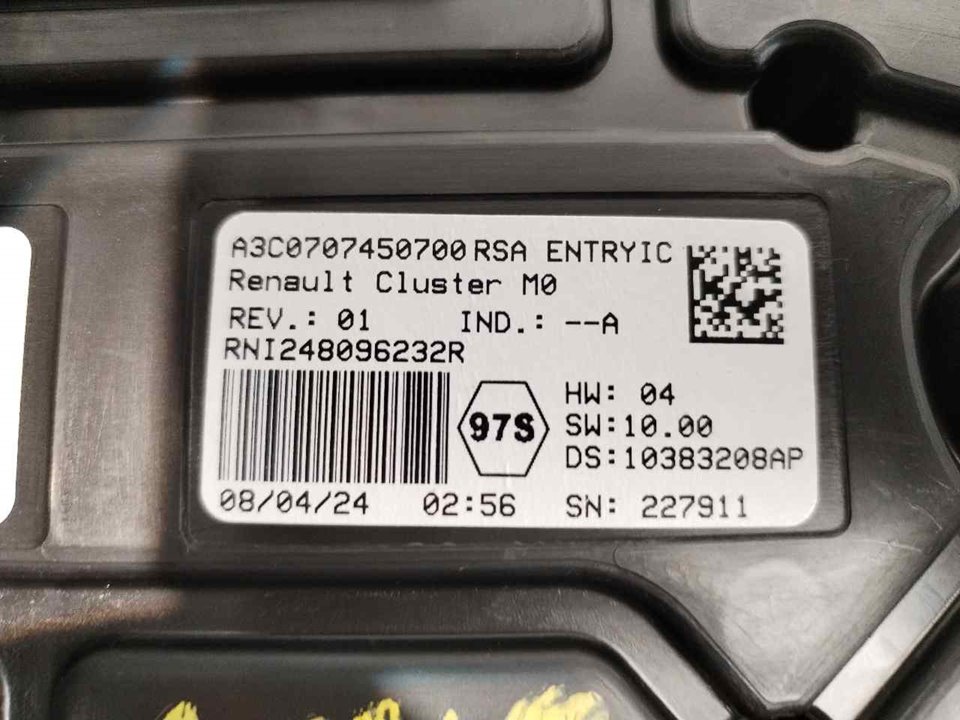 A3C0707450700 RSA ENTRYIC
Renault Cluster M0
REV.: 01 IND.: --A
RNI248096232R
97S
HW: 04
SW:10.00
DS:10383208AP
08/04/24 02:56 SN: 227911